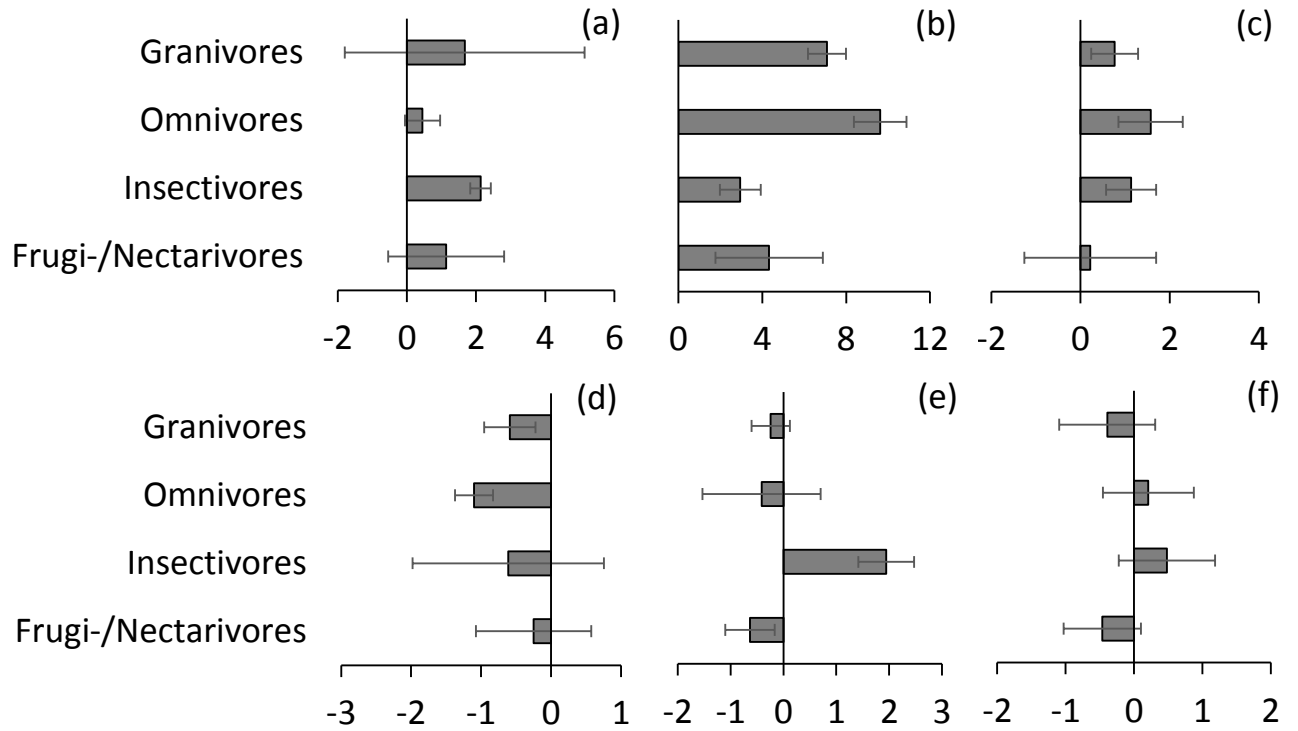 (a) (b) (c)
Granivores
Omnivores
Insectivores
Frugi-/Nectarivores
-2 0 2 4 6 0 4 8 12 -2 0 2 4
(d) (e) (f)
Granivores
Omnivores
Insectivores
Frugi-/Nectarivores
-3 -2 -1 0 1 -2 -1 0 1 2 3 -2 -1 0 1 2